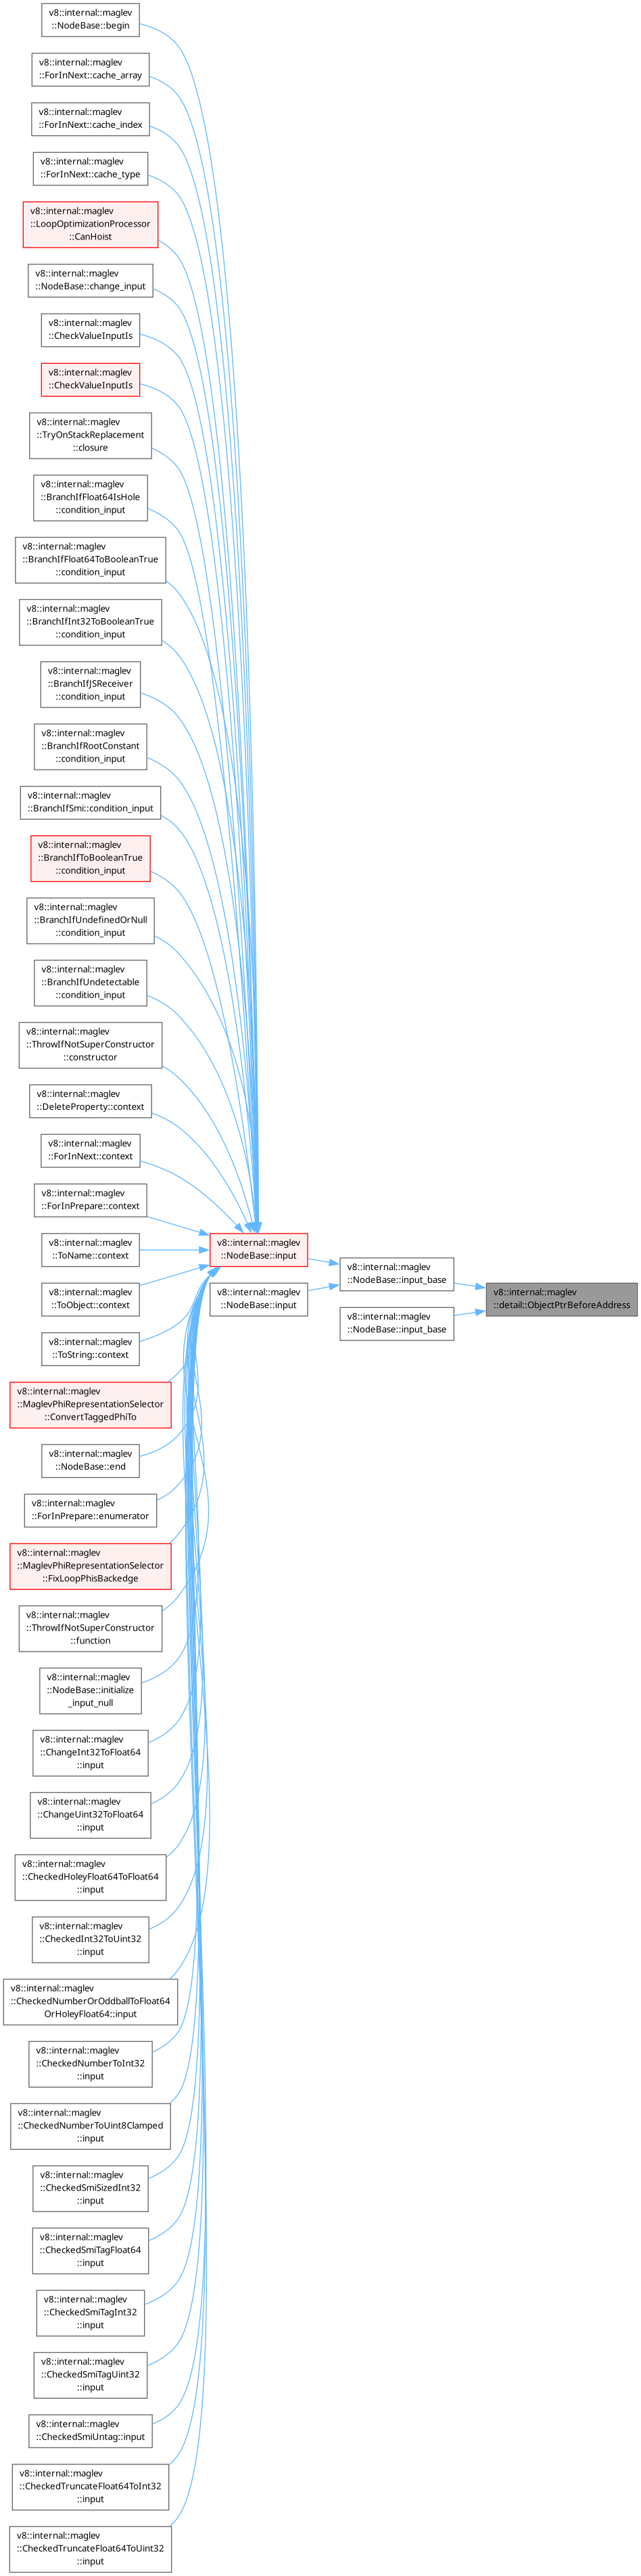 v8::internal::maglev
::NodeBase::begin
v8::internal::maglev
::ForInNext::cache_array
v8::internal::maglev
::ForInNext::cache_index
v8::internal::maglev
::ForInNext::cache_type
v8::internal::maglev
::LoopOptimizationProcessor
::CanHoist
v8::internal::maglev
::NodeBase::change_input
v8::internal::maglev
::CheckValueInputIs
v8::internal::maglev
::CheckValueInputIs
v8::internal::maglev
::TryOnStackReplacement
::closure
v8::internal::maglev
::BranchIfFloat64IsHole
::condition_input
v8::internal::maglev
::BranchIfFloat64ToBooleanTrue
::condition_input
v8::internal::maglev
::BranchIfInt32ToBooleanTrue
::condition_input
v8::internal::maglev
::BranchIfJSReceiver
::condition_input
v8::internal::maglev
::BranchIfRootConstant
::condition_input
v8::internal::maglev
::BranchIfSmi::condition_input
v8::internal::maglev
::BranchIfToBooleanTrue
::condition_input
v8::internal::maglev
::BranchIfUndefinedOrNull
::condition_input
v8::internal::maglev
::BranchIfUndetectable
::condition_input
v8::internal::maglev
::ThrowIfNotSuperConstructor
::constructor
v8::internal::maglev
::DeleteProperty::context
v8::internal::maglev
::ForInNext::context
v8::internal::maglev
::ForInPrepare::context
v8::internal::maglev
::ToName::context
v8::internal::maglev
::ToObject::context
v8::internal::maglev
::ToString::context
v8::internal::maglev
::MaglevPhiRepresentationSelector
::ConvertTaggedPhiTo
v8::internal::maglev
::NodeBase::end
v8::internal::maglev
::ForInPrepare::enumerator
v8::internal::maglev
::MaglevPhiRepresentationSelector
::FixLoopPhisBackedge
v8::internal::maglev
::ThrowIfNotSuperConstructor
::function
v8::internal::maglev
::NodeBase::initialize
_input_null
v8::internal::maglev
::ChangeInt32ToFloat64
::input
v8::internal::maglev
::ChangeUint32ToFloat64
::input
v8::internal::maglev
::CheckedHoleyFloat64ToFloat64
::input
v8::internal::maglev
::CheckedInt32ToUint32
::input
v8::internal::maglev
::CheckedNumberOrOddballToFloat64
OrHoleyFloat64::input
v8::internal::maglev
::CheckedNumberToInt32
::input
v8::internal::maglev
::CheckedNumberToUint8Clamped
::input
v8::internal::maglev
::CheckedSmiSizedInt32
::input
v8::internal::maglev
::CheckedSmiTagFloat64
::input
v8::internal::maglev
::CheckedSmiTagInt32
::input
v8::internal::maglev
::CheckedSmiTagUint32
::input
v8::internal::maglev
::CheckedSmiUntag::input
v8::internal::maglev
::CheckedTruncateFloat64ToInt32
::input
v8::internal::maglev
::CheckedTruncateFloat64ToUint32
::input
v8::internal::maglev
::NodeBase::input
v8::internal::maglev
::NodeBase::input
v8::internal::maglev
::NodeBase::input_base
v8::internal::maglev
::NodeBase::input_base
v8::internal::maglev
::detail::ObjectPtrBeforeAddress